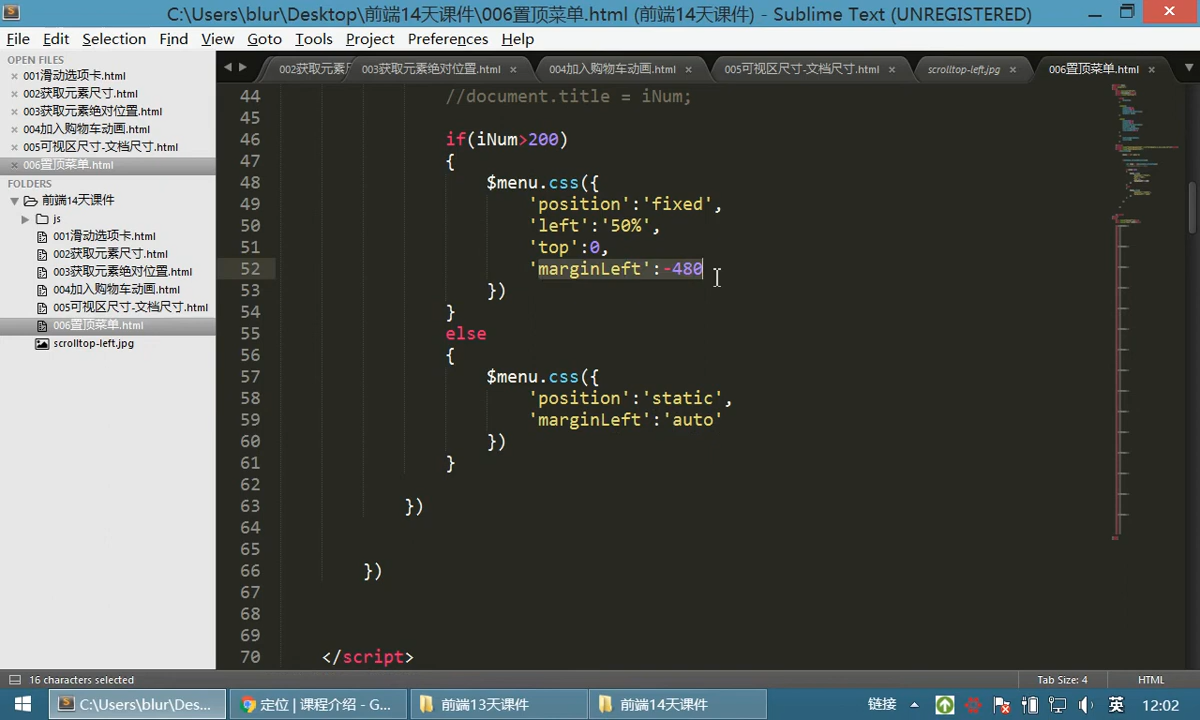 C:\Users\blur\Desktop\前端14天课件\006置顶菜单.html (前端14天课件) - Sublime Text (UNREGISTERED)
File Edit Selection Find View Goto Tools Project Preferences Help
OPEN FILES
001滑动选项卡.html
002获取元素尺寸.html
003获取元素绝对位置.html
004加入购物车动画.html
005可视区尺寸-文档尺寸.html
006置顶菜单.html
FOLDERS
前端14天课件
js
001滑动选项卡.html
002获取元素尺寸.html
003获取元素绝对位置.html
004加入购物车动画.html
005可视区尺寸-文档尺寸.html
006置顶菜单.html
scrolltop-left.jpg
002获取元素 003获取元素绝对位置.html 004加入购物车动画.html 005可视区尺寸-文档尺寸.html scrolltop-left.jpg 006置顶菜单.html
44 //document.title = iNum;
45
46 if(iNum>200)
47 {
48 $menu.css({
49 'position':'fixed',
50 'left':'50%',
51 'top':0,
52 'marginLeft':-480
53 })
54 }
55 else
56 {
57 $menu.css({
58 'position':'static',
59 'marginLeft':'auto'
60 })
61 }
62
63 })
64
65
66 })
67
68
69
70 </script>
16 characters selected Tab Size: 4 HTML
C:\Users\blur\Des... 定位 | 课程介绍 - G... 前端13天课件 前端14天课件 链接 英 12:02